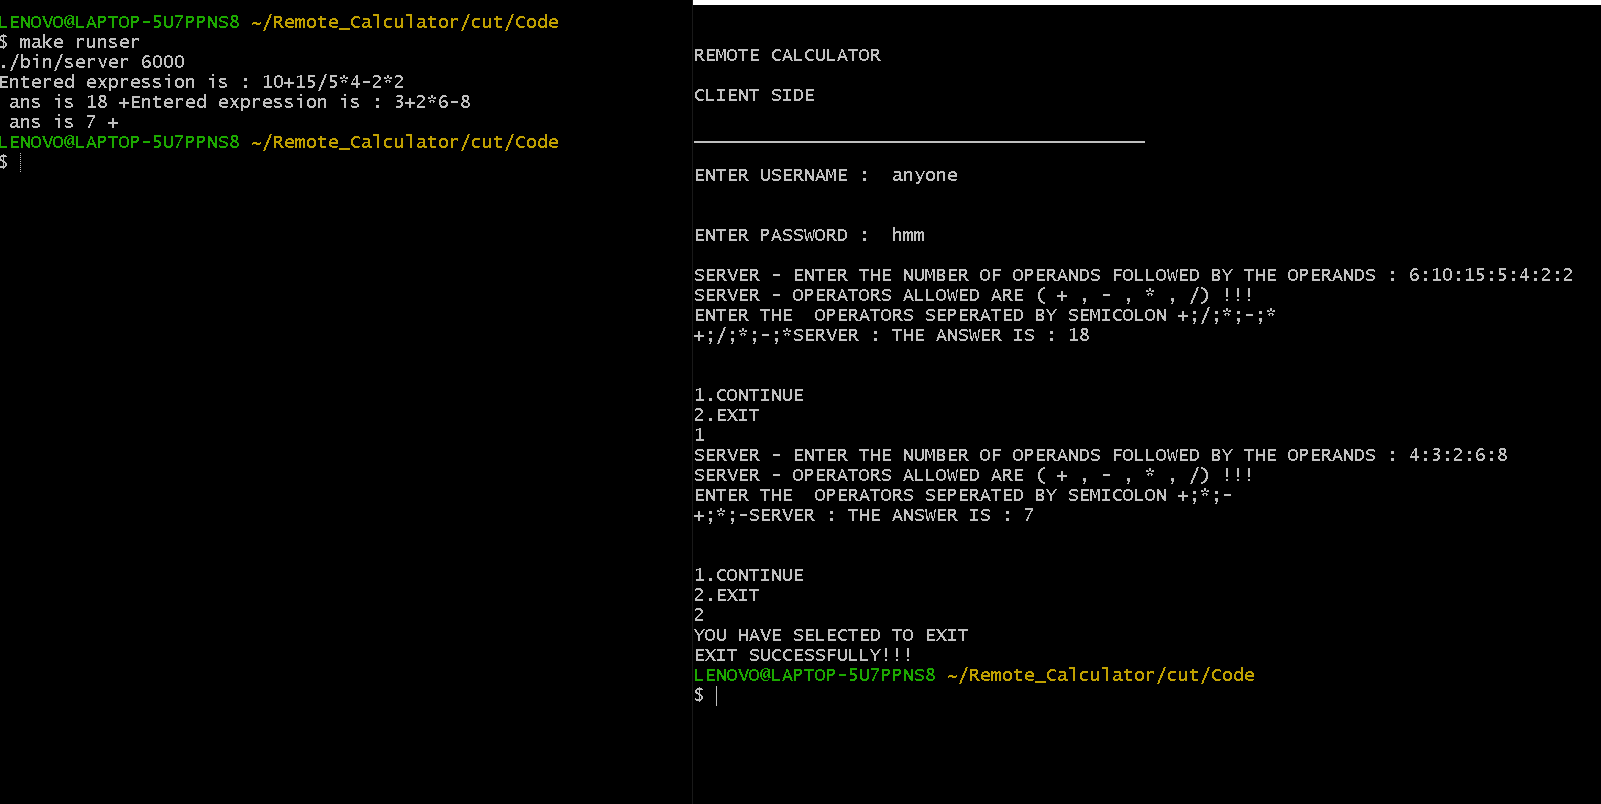 LENOVO@LAPTOP-5U7PPNS8 ~/Remote_Calculator/cut/Code
$ make runser
./bin/server 6000
Entered expression is : 10+15/5*4-2*2
 ans is 18 +Entered expression is : 3+2*6-8
 ans is 7 +
LENOVO@LAPTOP-5U7PPNS8 ~/Remote_Calculator/cut/Code
$
REMOTE CALCULATOR
CLIENT SIDE
_________________________________________
ENTER USERNAME :  anyone
ENTER PASSWORD :  hmm
SERVER - ENTER THE NUMBER OF OPERANDS FOLLOWED BY THE OPERANDS : 6:10:15:5:4:2:2
SERVER - OPERATORS ALLOWED ARE ( + , - , * , /) !!!
ENTER THE  OPERATORS SEPERATED BY SEMICOLON +;/;*;-;*
+;/;*;-;*SERVER : THE ANSWER IS : 18
1.CONTINUE
2.EXIT
1
SERVER - ENTER THE NUMBER OF OPERANDS FOLLOWED BY THE OPERANDS : 4:3:2:6:8
SERVER - OPERATORS ALLOWED ARE ( + , - , * , /) !!!
ENTER THE  OPERATORS SEPERATED BY SEMICOLON +;*;-
+;*;-SERVER : THE ANSWER IS : 7
1.CONTINUE
2.EXIT
2
YOU HAVE SELECTED TO EXIT
EXIT SUCCESSFULLY!!!
LENOVO@LAPTOP-5U7PPNS8 ~/Remote_Calculator/cut/Code
$